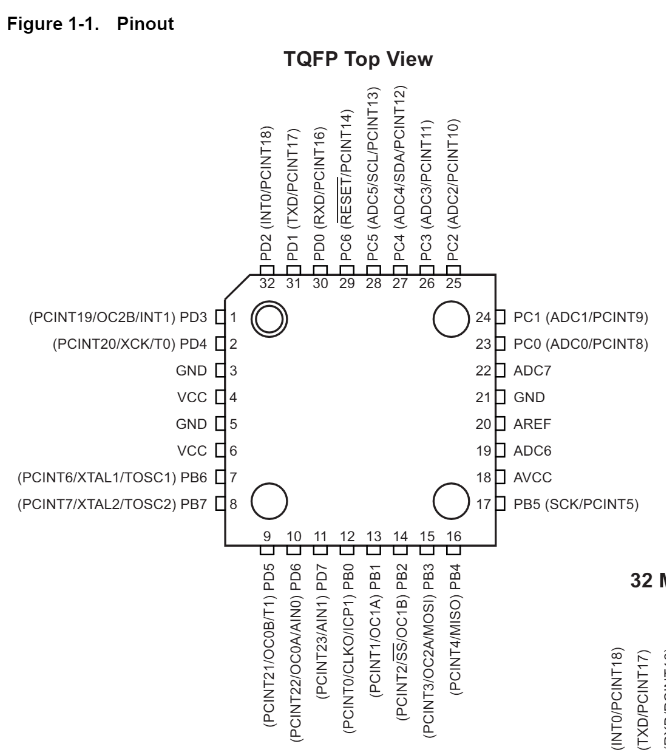 Figure 1-1. Pinout
TQFP Top View
PD2 (INT0/PCINT18)
PD1 (TXD/PCINT17)
PD0 (RXD/PCINT16)
PC6 (RESET/PCINT14)
PC5 (ADC5/SCL/PCINT13)
PC4 (ADC4/SDA/PCINT12)
PC3 (ADC3/PCINT11)
PC2 (ADC2/PCINT10)
32 31 30 29 28 27 26 25
(PCINT19/OC2B/INT1) PD3 1
(PCINT20/XCK/T0) PD4 2
GND 3
VCC 4
GND 5
VCC 6
(PCINT6/XTAL1/TOSC1) PB6 7
(PCINT7/XTAL2/TOSC2) PB7 8
24 PC1 (ADC1/PCINT9)
23 PC0 (ADC0/PCINT8)
22 ADC7
21 GND
20 AREF
19 ADC6
18 AVCC
17 PB5 (SCK/PCINT5)
9 10 11 12 13 14 15 16
(PCINT21/OC0B/T1) PD5
(PCINT22/OC0A/AIN0) PD6
(PCINT23/AIN1) PD7
(PCINT0/CLKO/ICP1) PB0
(PCINT1/OC1A) PB1
(PCINT2/SS/OC1B) PB2
(PCINT3/OC2A/MOSI) PB3
(PCINT4/MISO) PB4
32
(INT0/PCINT18)
(TXD/PCINT17)